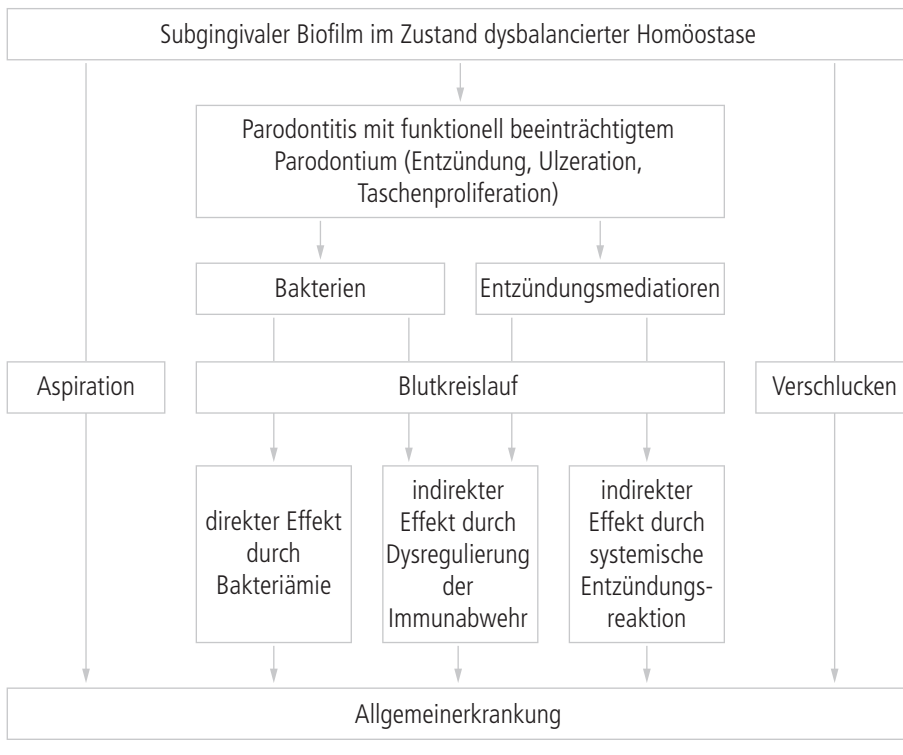 Subgingivaler Biofilm im Zustand dysbalancierter Homöostase
Parodontitis mit funktionell beeinträchtigtem
Parodontium (Entzündung, Ulzeration,
Taschenproliferation)
Bakterien
Entzündungsmediatioren
Aspiration
Blutkreislauf
Verschlucken
direkter Effekt
durch
Bakteriämie
indirekter
Effekt durch
Dysregulierung
der
Immunabwehr
indirekter
Effekt durch
systemische
Entzündungs-
reaktion
Allgemeinerkrankung